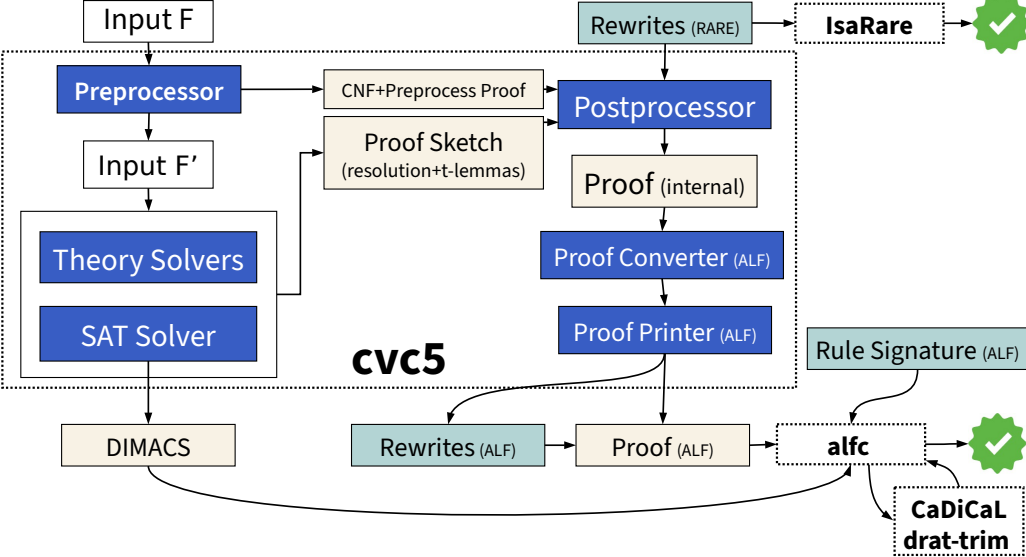 Input F
Rewrites (RARE)
IsaRare
Preprocessor
CNF+Preprocess Proof
Postprocessor
Proof Sketch
(resolution+t-lemmas)
Input F’
Proof (internal)
Theory Solvers
Proof Converter (ALF)
SAT Solver
Proof Printer (ALF)
cvc5
Rule Signature (ALF)
DIMACS
Rewrites (ALF)
Proof (ALF)
alfc
CaDiCaL
drat-trim